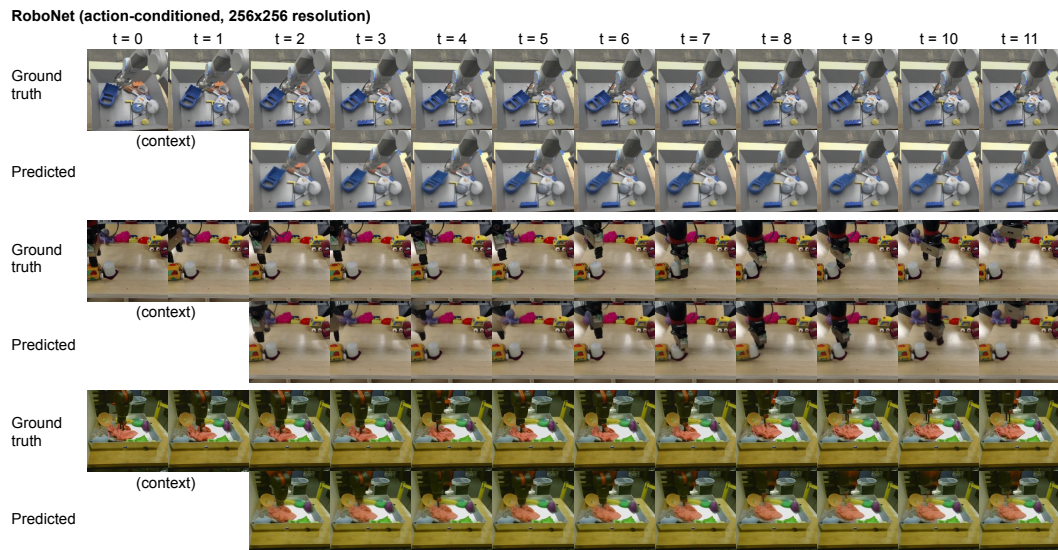 RoboNet (action-conditioned, 256x256 resolution)
t = 0 t = 1 t = 2 t = 3 t = 4 t = 5 t = 6 t = 7 t = 8 t = 9 t = 10 t = 11
Ground
truth
(context)
Predicted
Ground
truth
(context)
Predicted
Ground
truth
(context)
Predicted